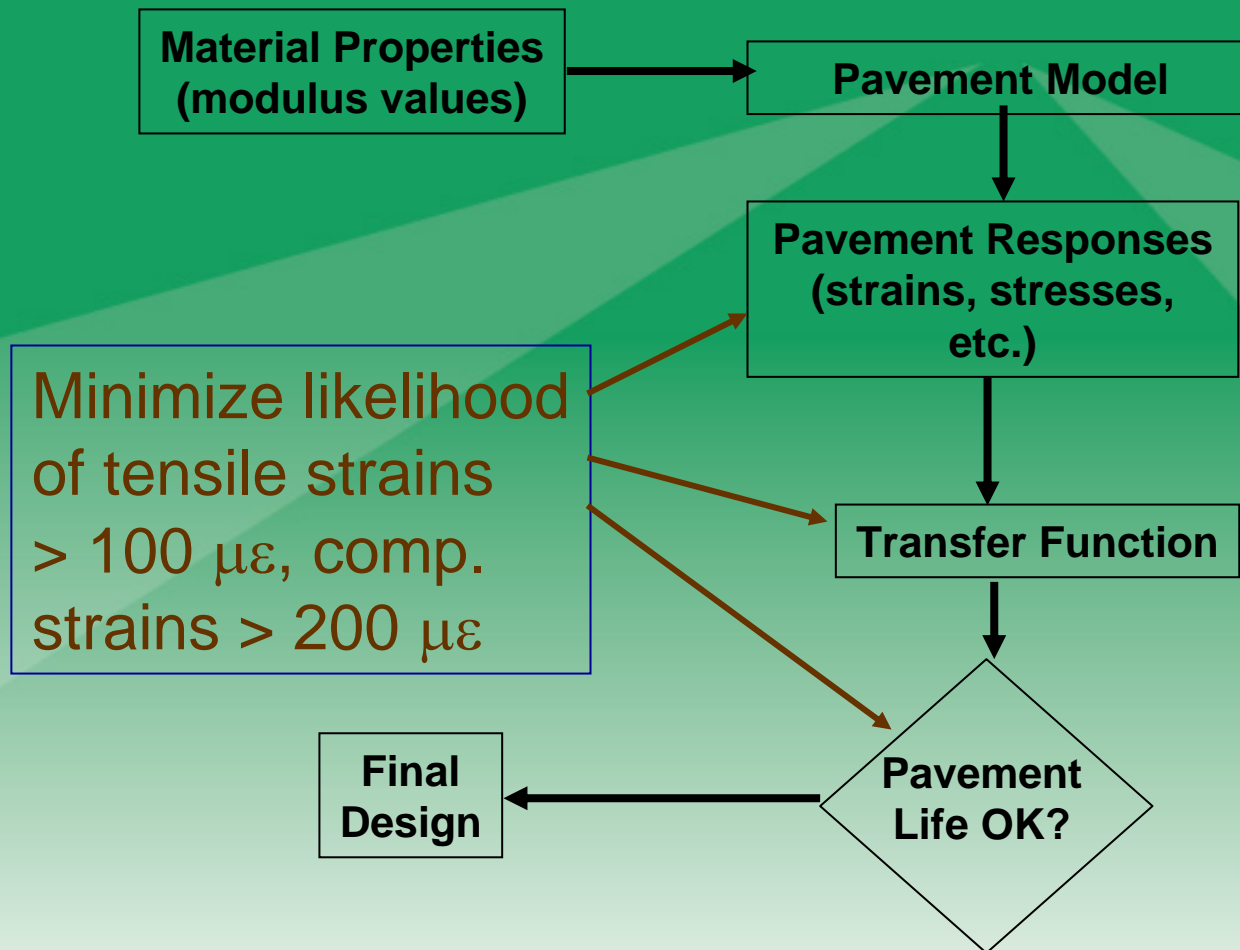 Material Properties
(modulus values)
Pavement Model
Pavement Responses
(strains, stresses,
etc.)
Minimize likelihood
of tensile strains
> 100 με, comp.
strains > 200 με
Transfer Function
Pavement
Life OK?
Final
Design